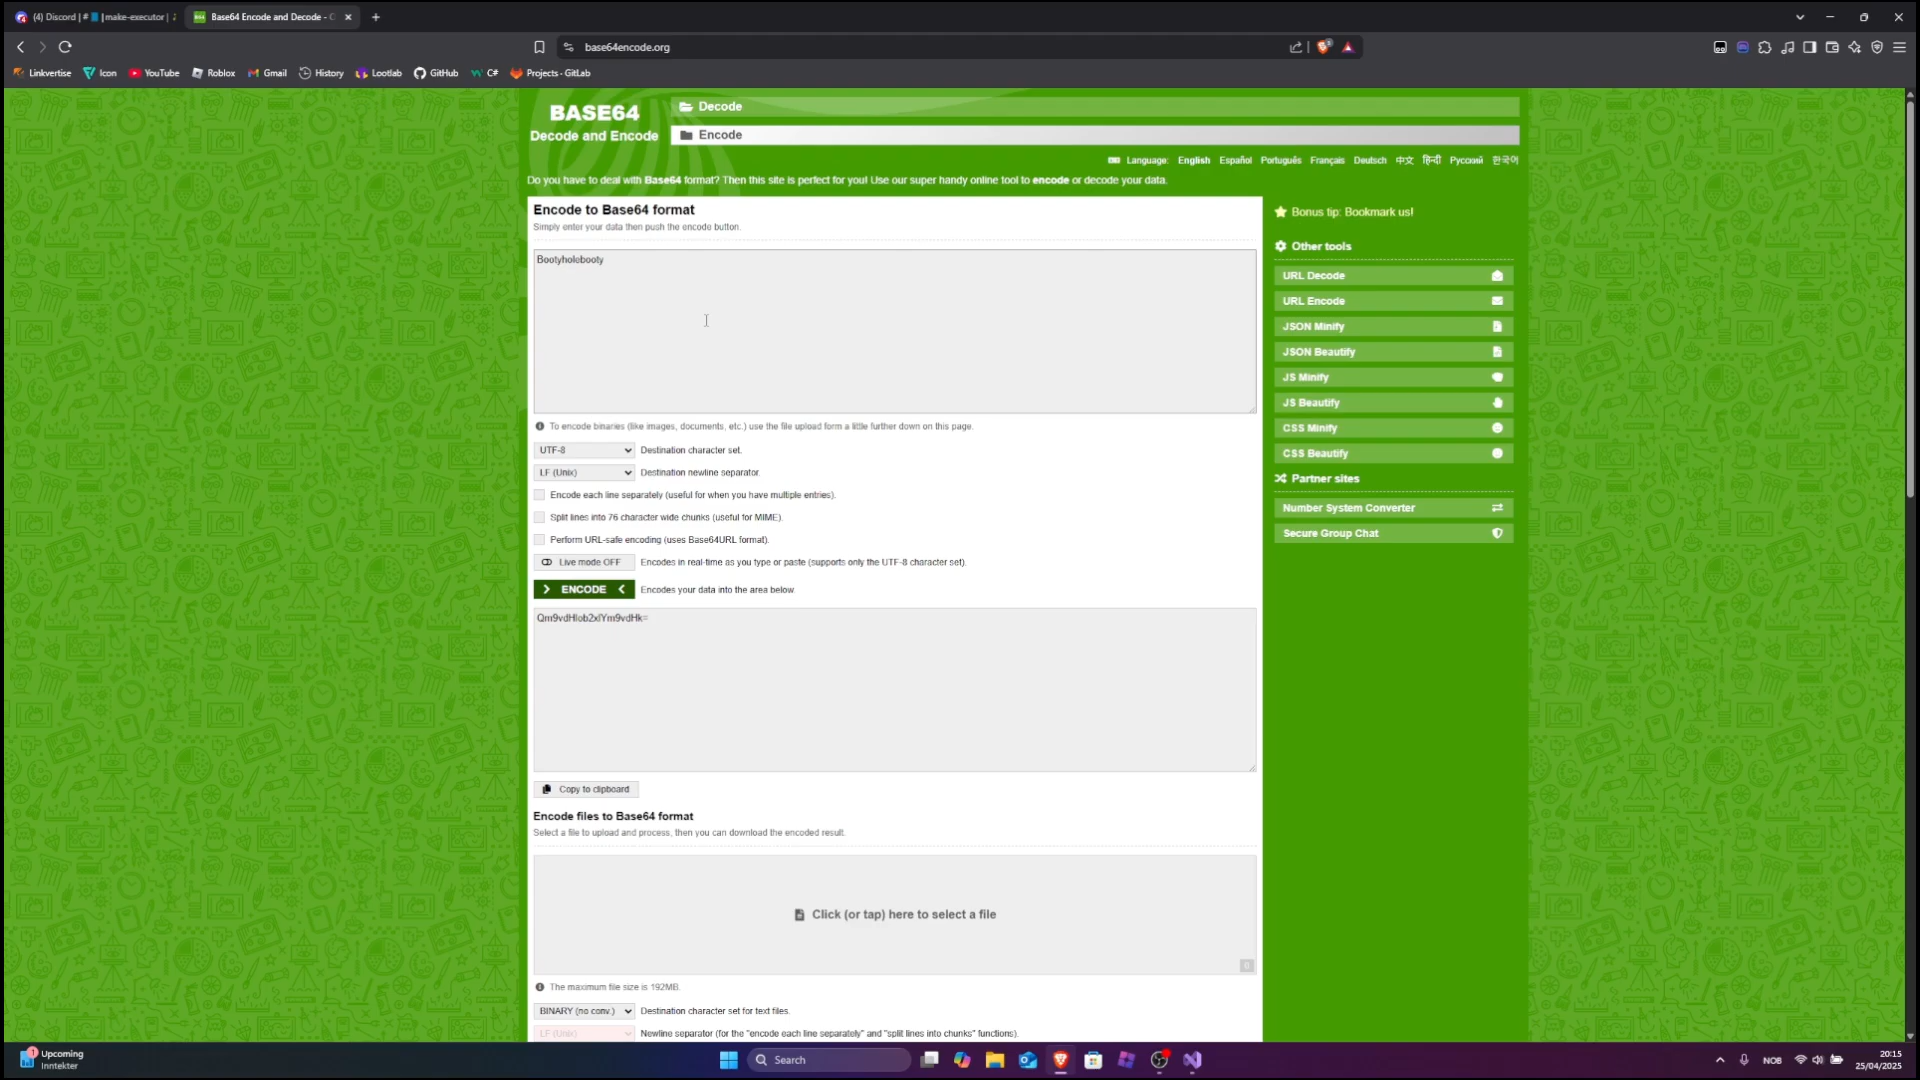 (4) Discord | # | make-executor |
Base64 Encode and Decode -
base64encode.org
Linkvertise
Icon
YouTube
Roblox
Gmail
History
Lootlab
GitHub
C#
Projects · GitLab
BASE64
Decode and Encode
Decode
Encode
Language: English Español Português Français Deutsch 中文 हिन्दी Русский 한국어
Do you have to deal with Base64 format? Then this site is perfect for you! Use our super handy online tool to encode or decode your data.
Encode to Base64 format
Simply enter your data then push the encode button.
Bootyholebooty
To encode binaries (like images, documents, etc.) use the file upload form a little further down on this page.
UTF-8 Destination character set.
LF (Unix) Destination newline separator.
Encode each line separately (useful for when you have multiple entries).
Split lines into 76 character wide chunks (useful for MIME).
Perform URL-safe encoding (uses Base64URL format).
Live mode OFF Encodes in real-time as you type or paste (supports only the UTF-8 character set).
ENCODE Encodes your data into the area below
Qm9vdHlob2xlYm9vdHk=
Copy to clipboard
Encode files to Base64 format
Select a file to upload and process, then you can download the encoded result.
Click (or tap) here to select a file
0
The maximum file size is 192MB.
BINARY (no conv.) Destination character set for text files.
LF (Unix) Newline separator (for the "encode each line separately" and "split lines into chunks" functions).
Bonus tip: Bookmark us!
Other tools
URL Decode
URL Encode
JSON Minify
JSON Beautify
JS Minify
JS Beautify
CSS Minify
CSS Beautify
Partner sites
Number System Converter
Secure Group Chat
1
Upcoming
Inntekter
Search
NOB
20:15
25/04/2025